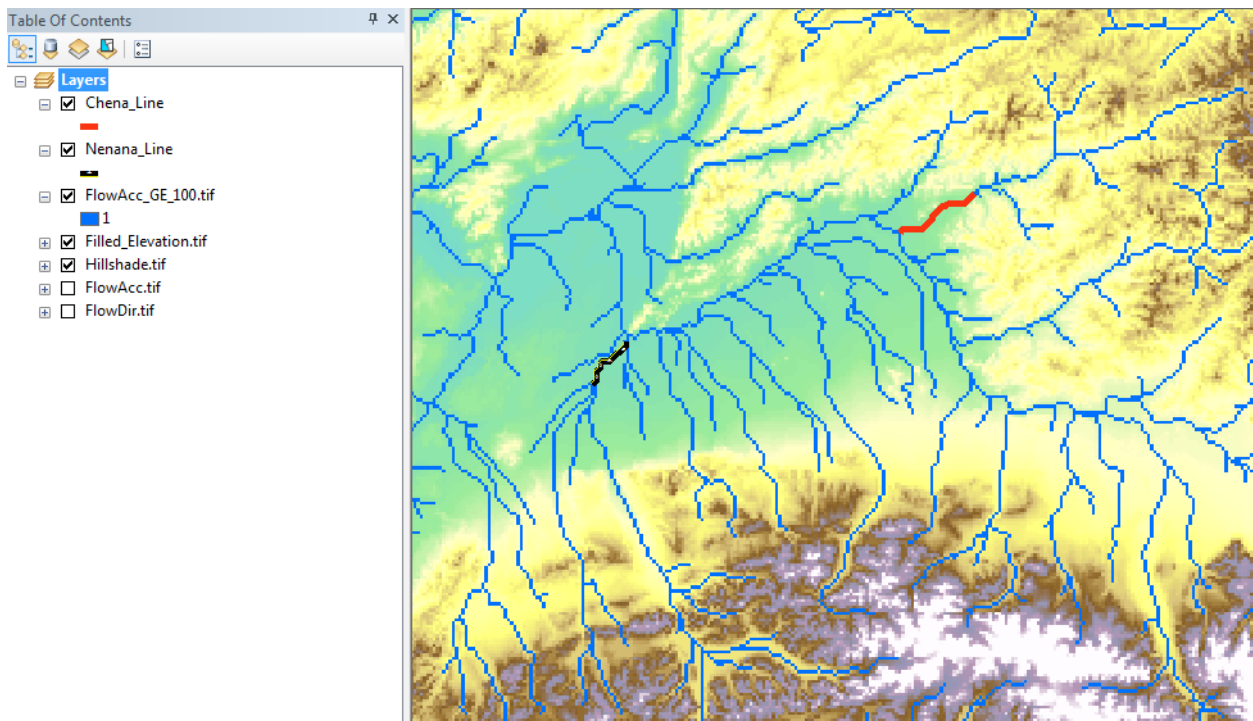 Table Of Contents
Layers
Chena_Line
Nenana_Line
FlowAcc_GE_100.tif
1
Filled_Elevation.tif
Hillshade.tif
FlowAcc.tif
FlowDir.tif